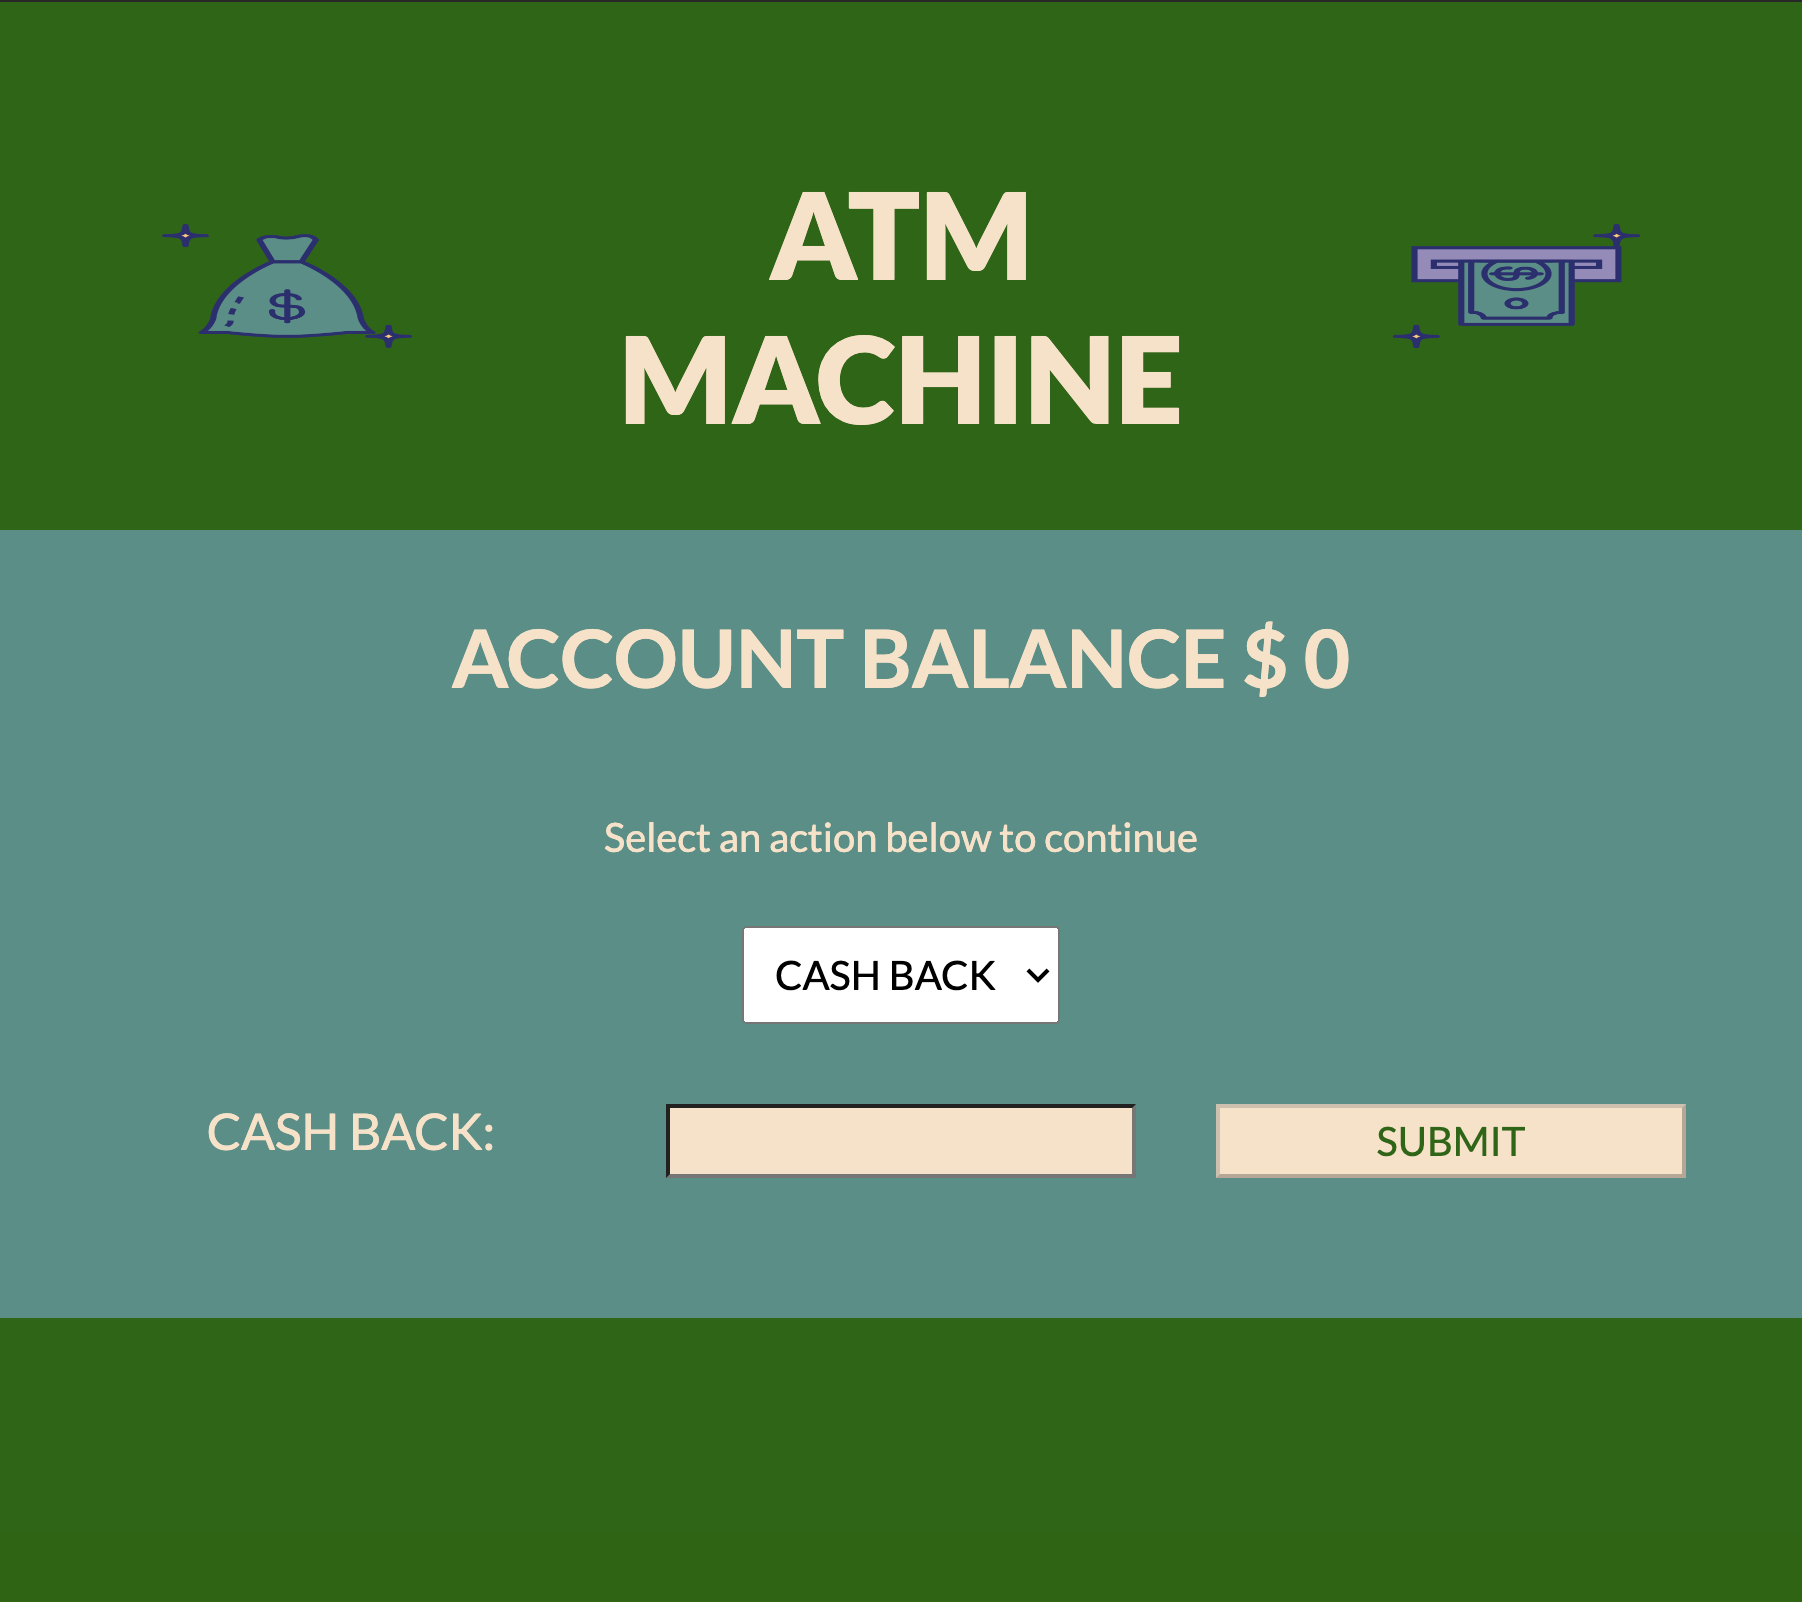 ATM
MACHINE
ACCOUNT BALANCE $ 0
Select an action below to continue
CASH BACK
CASH BACK:
SUBMIT